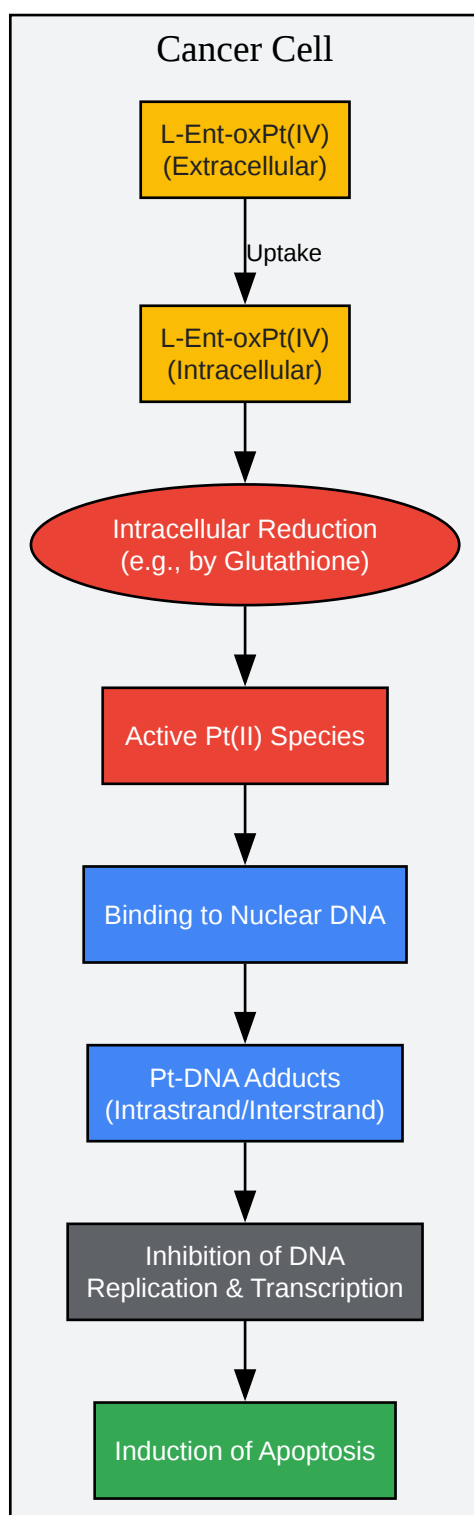 Cancer Cell
L-Ent-oxPt(IV)
(Extracellular)
Uptake
L-Ent-oxPt(IV)
(Intracellular)
Intracellular Reduction
(e.g., by Glutathione)
Active Pt(II) Species
Binding to Nuclear DNA
Pt-DNA Adducts
(Intrastrand/Interstrand)
Inhibition of DNA
Replication & Transcription
Induction of Apoptosis